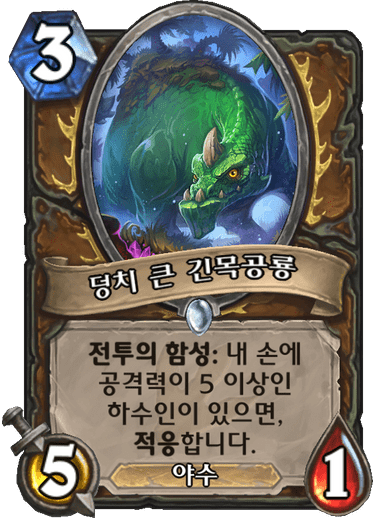 3
덩치 큰 긴목공룡
전투의 함성: 내 손에
공격력이 5 이상인
하수인이 있으면,
적응합니다.
야수
5
1